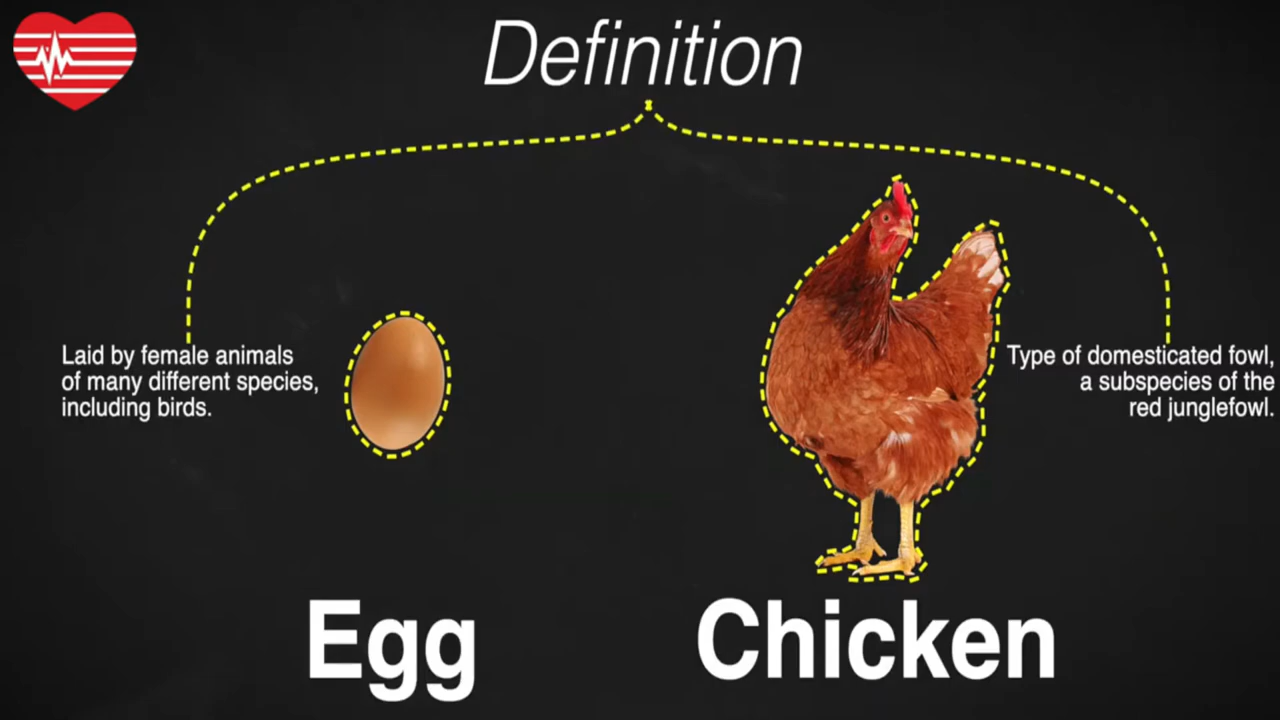 Definition
Laid by female animals
of many different species,
including birds.
Type of domesticated fowl,
a subspecies of the
red junglefowl.
Egg
Chicken